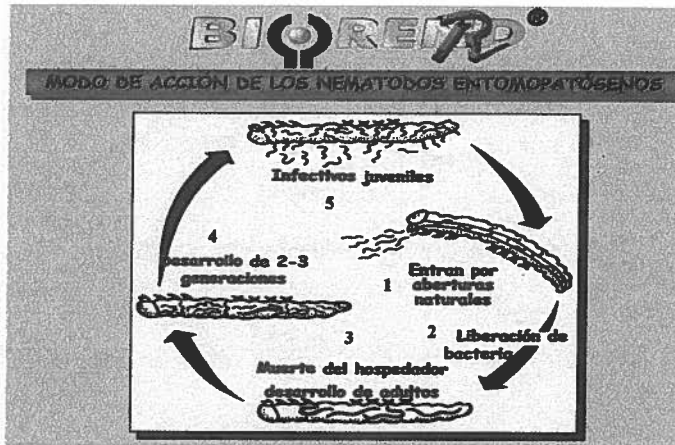 BIOREND®
MODO DE ACCIÓN DE LOS NEMATODOS ENTOMOPATÓGENOS
Infectivos juveniles
5
4
Desarrollo de 2-3
generaciones
1
Entran por
aberturas
naturales
2
Liberación de
bacteria
3
Muerte del hospedador
desarrollo de adultos